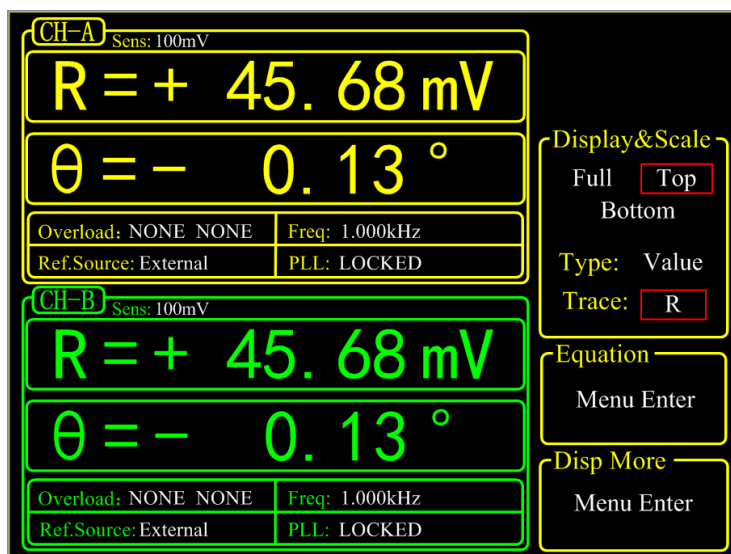 CH-A Sens: 100mV
R=+ 45.68 mV
θ=- 0.13 °
Overload: NONE NONE Freq: 1.000kHz
Ref.Source: External PLL: LOCKED
CH-B Sens: 100mV
R=+ 45.68 mV
θ=- 0.13 °
Overload: NONE NONE Freq: 1.000kHz
Ref.Source: External PLL: LOCKED
Display&Scale
Full Top
Bottom
Type: Value
Trace: R
Equation
Menu Enter
Disp More
Menu Enter